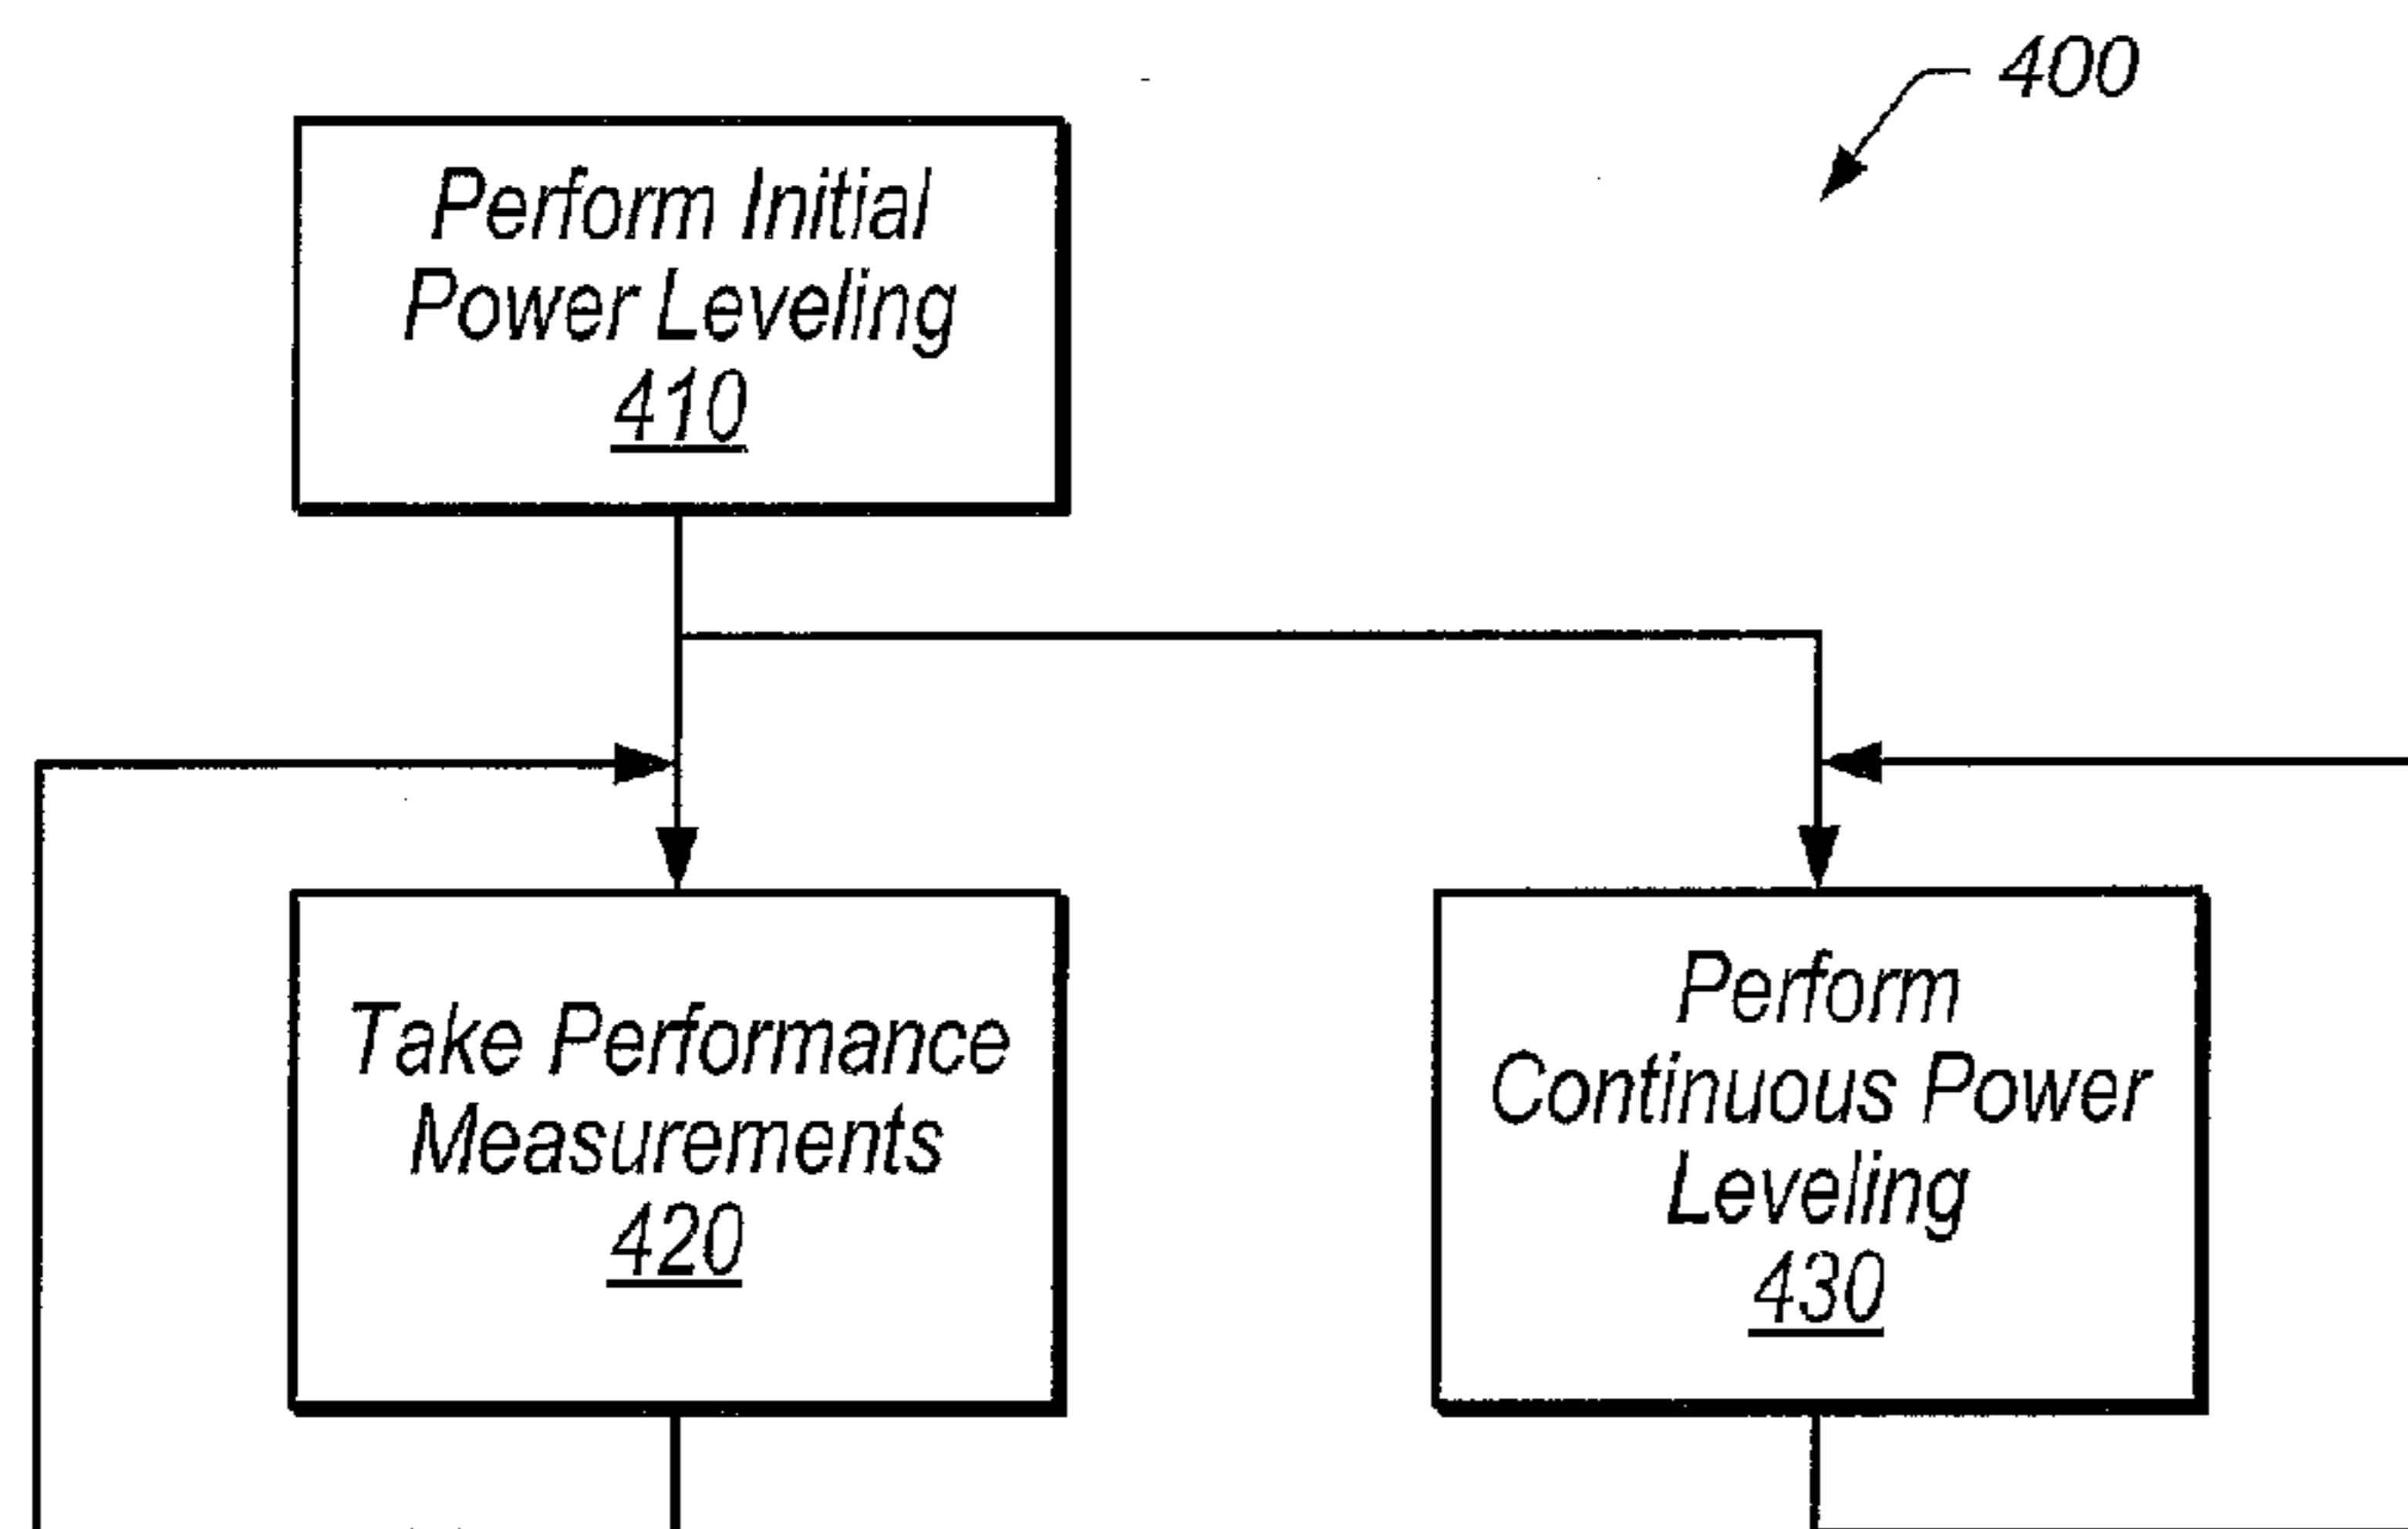 400
Perform Initial
Power Leveling
410
Take Performance
Measurements
420
Perform
Continuous Power
Leveling
430